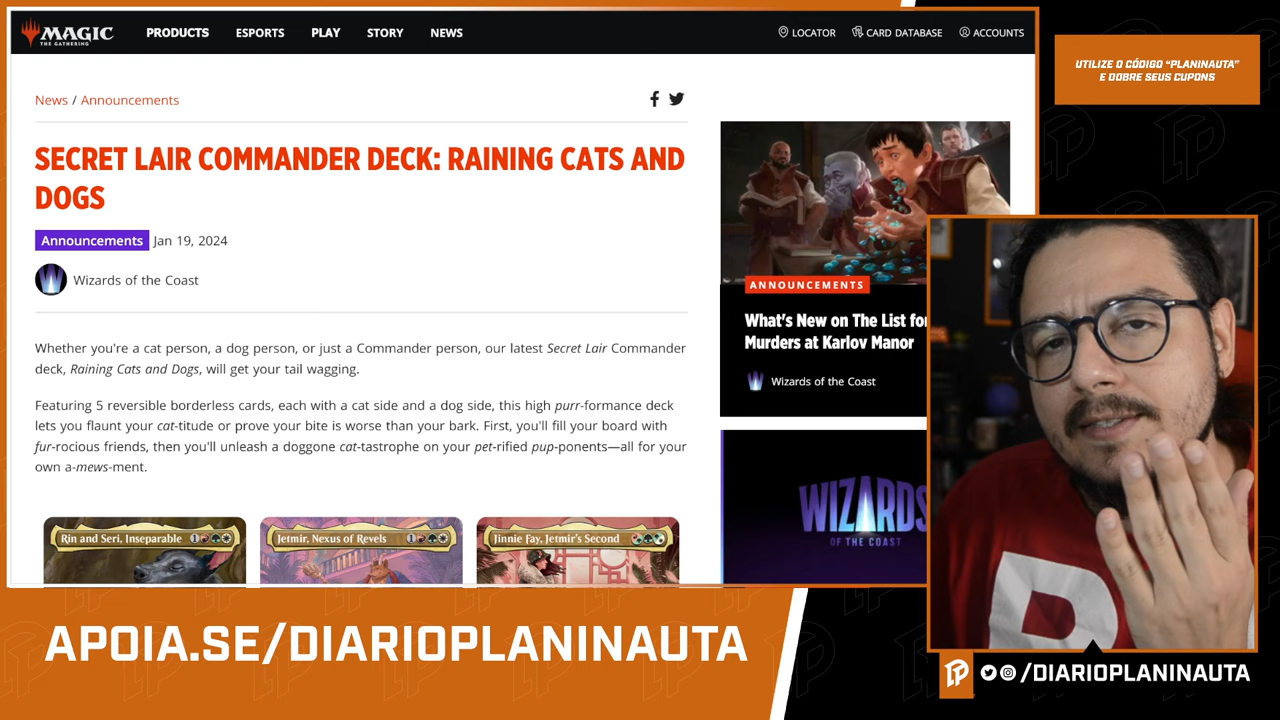 MAGIC
THE GATHERING
PRODUCTS
ESPORTS
PLAY
STORY
NEWS
LOCATOR
CARD DATABASE
ACCOUNTS
UTILIZE O CÓDIGO “PLANINAUTA”
E DOBRE SEUS CUPONS
News / Announcements
SECRET LAIR COMMANDER DECK: RAINING CATS AND
DOGS
Announcements Jan 19, 2024
Wizards of the Coast
Whether you're a cat person, a dog person, or just a Commander person, our latest Secret Lair Commander
deck, Raining Cats and Dogs, will get your tail wagging.
Featuring 5 reversible borderless cards, each with a cat side and a dog side, this high purr-formance deck
lets you flaunt your cat-titude or prove your bite is worse than your bark. First, you'll fill your board with
fur-rocious friends, then you'll unleash a doggone cat-tastrophe on your pet-rified pup-ponents—all for your
own a-mews-ment.
Rin and Seri, Inseparable 1
Jetmir, Nexus of Revels 1
Jinnie Fay, Jetmir's Second
ANNOUNCEMENTS
What's New on The List for
Murders at Karlov Manor
Wizards of the Coast
WIZARDS
OF THE COAST
APOIA.SE/DIARIOPLANINAUTA
/DIARIOPLANINAUTA